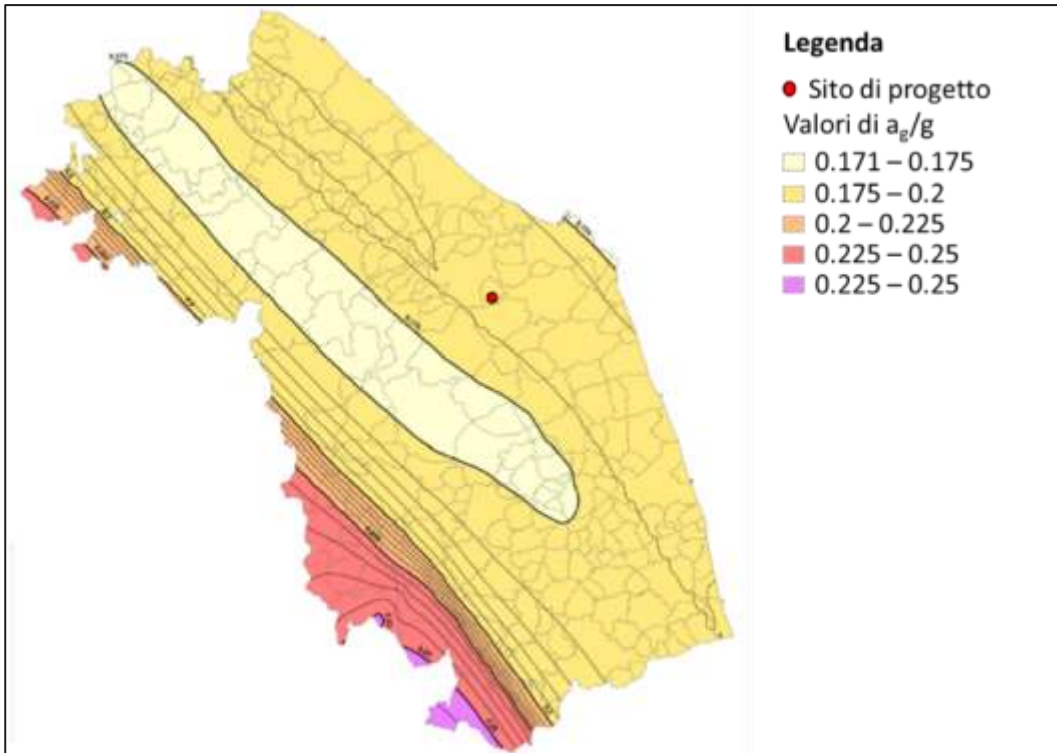 Legenda
Sito di progetto
Valori di ag/g
0.171 – 0.175
0.175 – 0.2
0.2 – 0.225
0.225 – 0.25
0.225 – 0.25